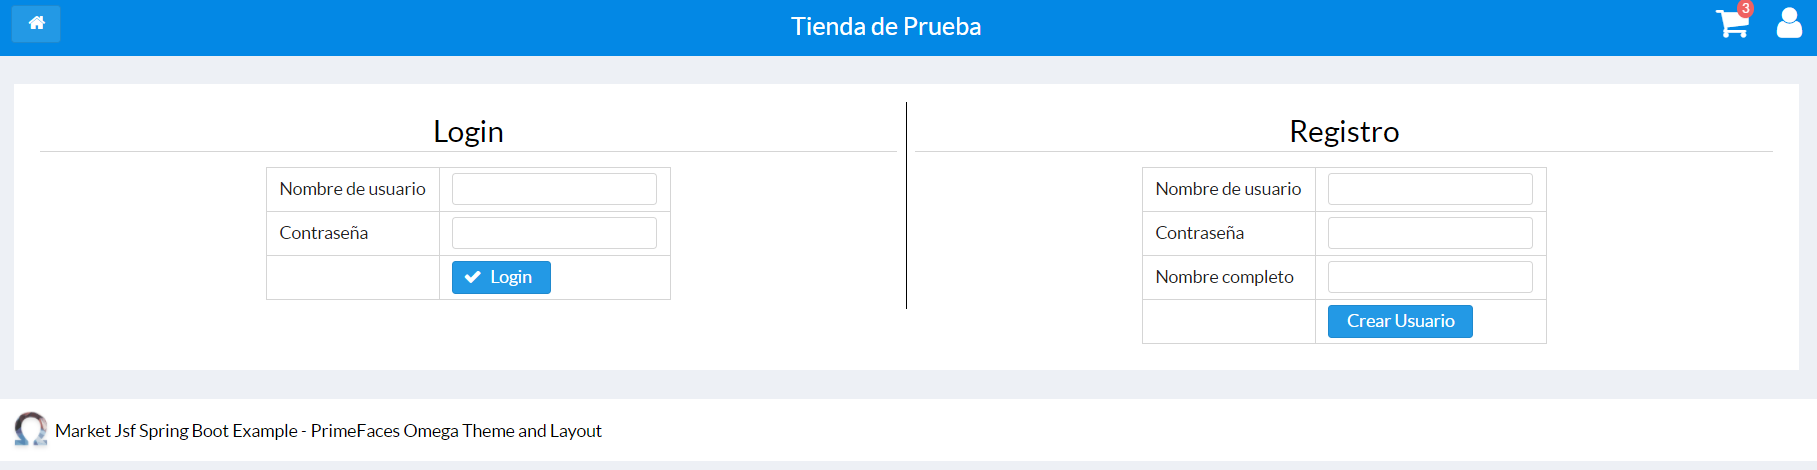 Tienda de Prueba
3
Login
Nombre de usuario
Contraseña
Login
Registro
Nombre de usuario
Contraseña
Nombre completo
Crear Usuario
Market Jsf Spring Boot Example - PrimeFaces Omega Theme and Layout